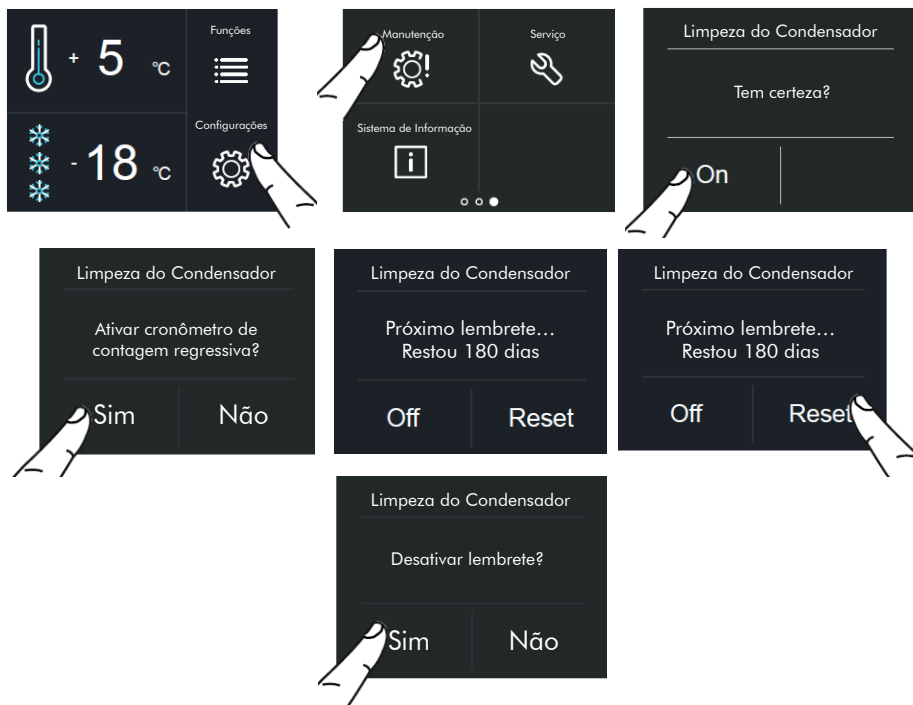 Funções
+ 5 °C
Configurações
- 18 °C
Manutenção
!
Serviço
Sistema de Informação
i
Limpeza do Condensador
Tem certeza?
On
Limpeza do Condensador
Ativar cronômetro de
contagem regressiva?
Sim
Não
Limpeza do Condensador
Próximo lembrete...
Restou 180 dias
Off
Reset
Limpeza do Condensador
Próximo lembrete...
Restou 180 dias
Off
Reset
Limpeza do Condensador
Desativar lembrete?
Sim
Não